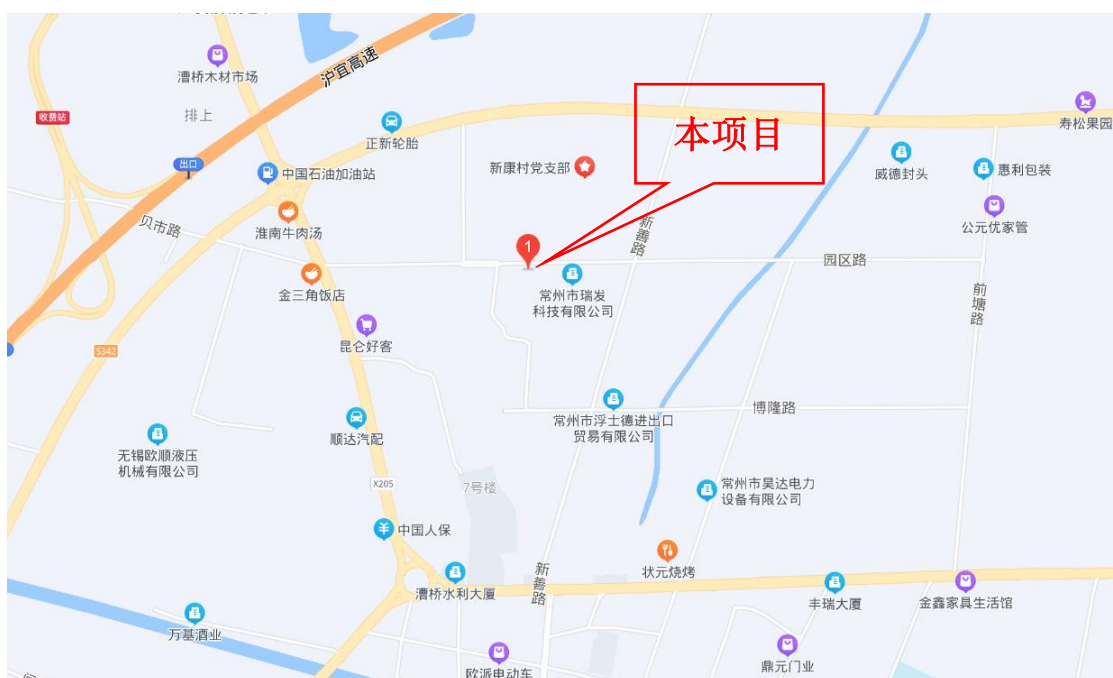 沪宜高速
漕桥木材市场
排上
收费站
正新轮胎
寿松果园
本项目
出口
中国石油加油站
新康村党支部
威德封头
惠利包装
贝市路
淮南牛肉汤
新善路
公元优家管
1
园区路
金三角饭店
常州市瑞发
科技有限公司
前塘路
昆仑好客
S342
博隆路
顺达汽配
常州市浮士德进出口
贸易有限公司
无锡欧顺液压
机械有限公司
X205
7号楼
常州市昊达电力
设备有限公司
中国人保
新善路
状元烧烤
漕桥水利大厦
丰瑞大厦
金鑫家具生活馆
万基酒业
鼎元门业
欧派电动车